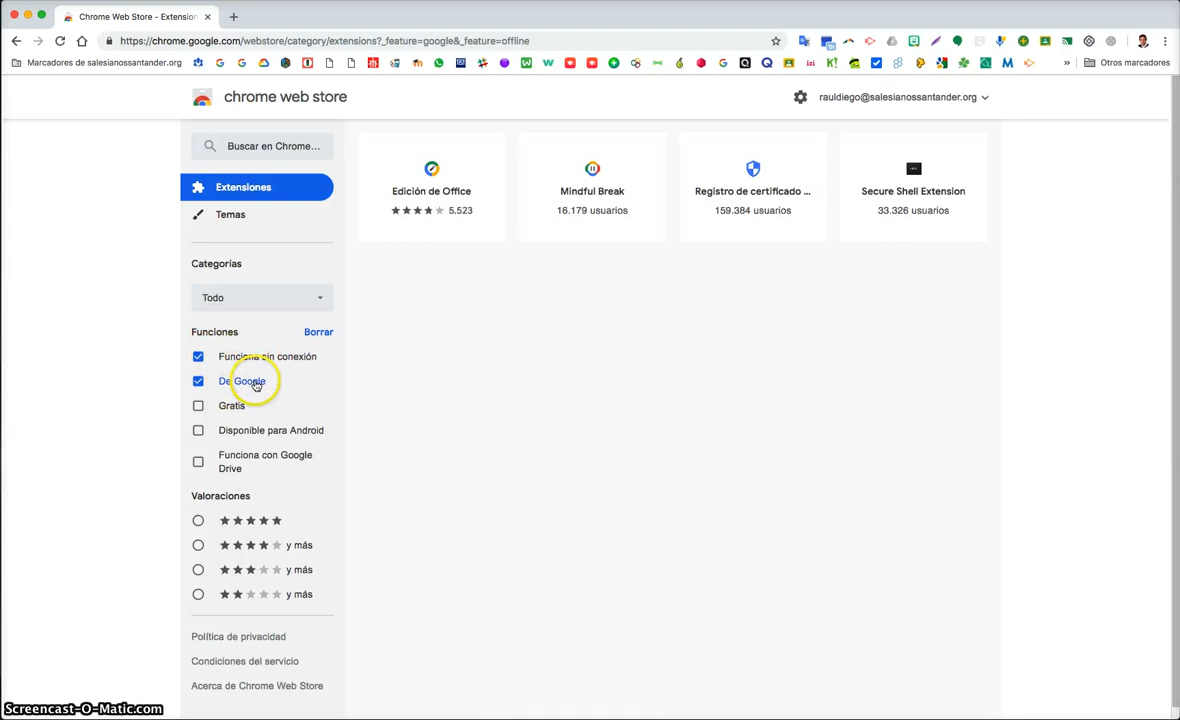 Chrome Web Store - Extension
https://chrome.google.com/webstore/category/extensions?_feature=google&_feature=offline
Marcadores de salesianossantander.org
izi
K!
»
Otros marcadores
chrome web store
rauldiego@salesianossantander.org
Buscar en Chrome...
Extensiones
Temas
Categorías
Todo
Funciones
Borrar
Funciona sin conexión
De Google
Gratis
Disponible para Android
Funciona con Google
Drive
Valoraciones
y más
y más
y más
Política de privacidad
Condiciones del servicio
Acerca de Chrome Web Store
Edición de Office
5.523
Mindful Break
16.179 usuarios
Registro de certificado ...
159.384 usuarios
Secure Shell Extension
33.326 usuarios
Screencast-O-Matic.com